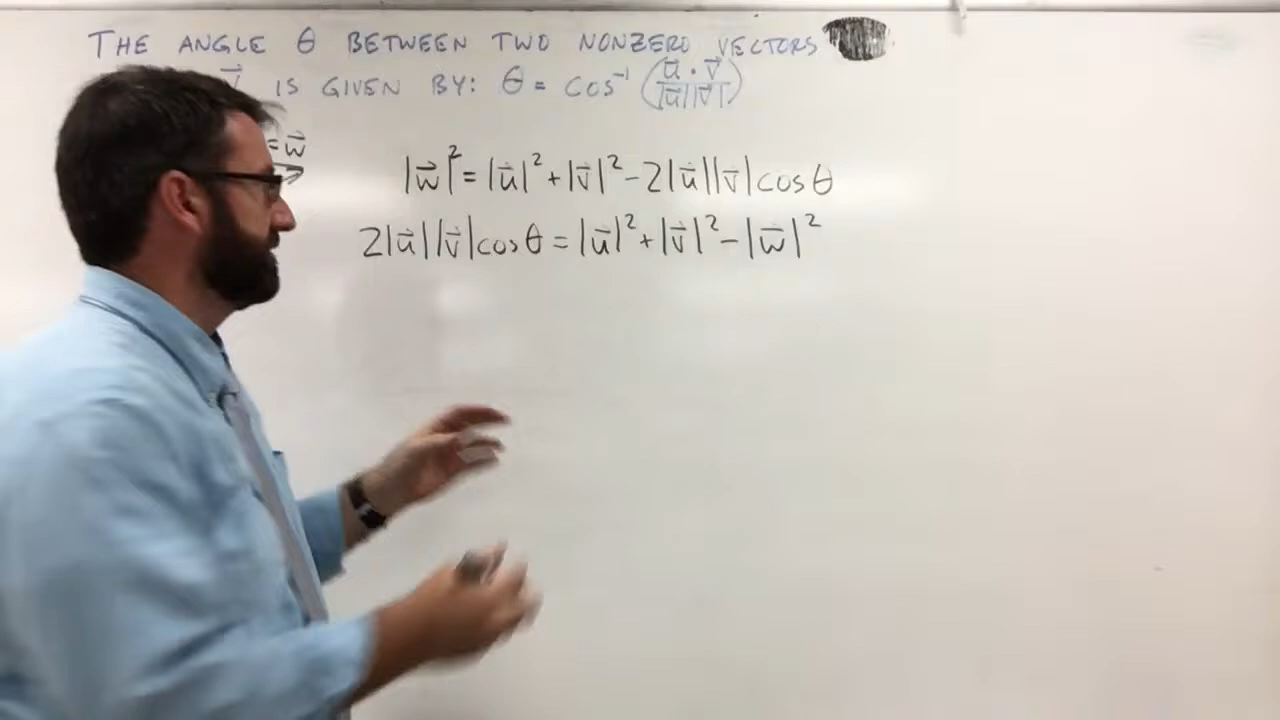 THE ANGLE θ BETWEEN TWO NONZERO VECTORS
v⃗ IS GIVEN BY: θ = COS⁻¹ (u⃗ · v⃗ / |u⃗||v⃗|)
= w⃗
|w⃗|² = |u⃗|² + |v⃗|² − 2|u⃗||v⃗| cos θ
2|u⃗||v⃗| cos θ = |u⃗|² + |v⃗|² − |w⃗|²